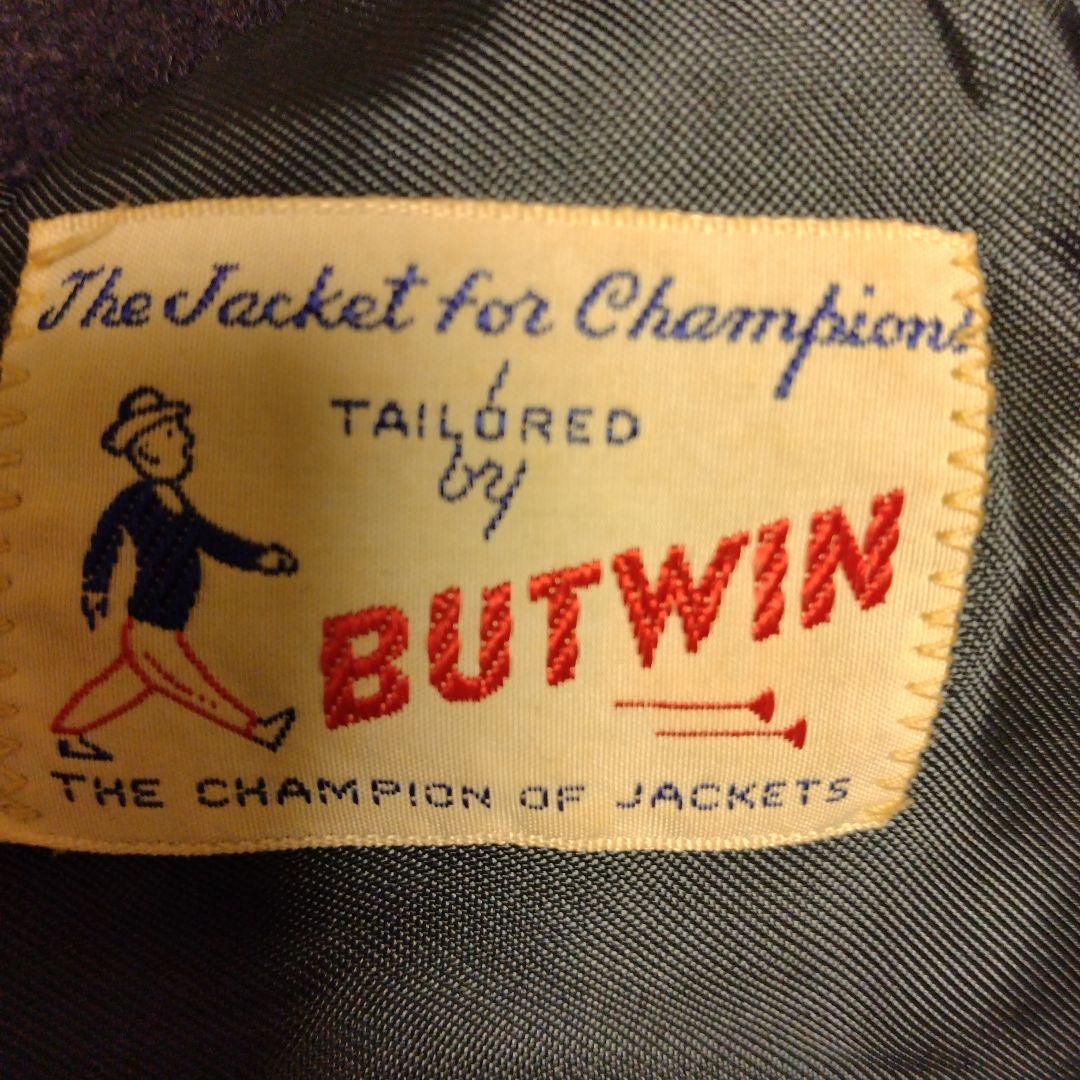 The Jacket for Champions
TAILORED
by
BUTWIN
THE CHAMPION OF JACKETS